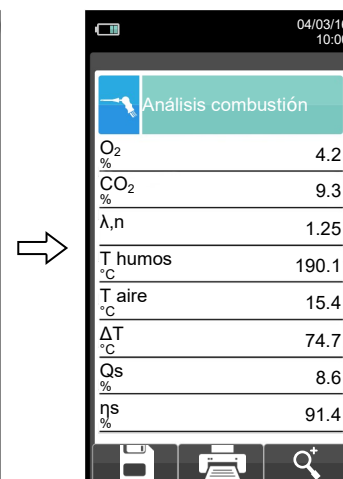 04/03/1
10:0
Análisis combustión
O₂
%
4.2
CO₂
%
9.3
λ,n
1.25
T humos
°C
190.1
T aire
°C
15.4
ΔT
°C
74.7
Qs
%
8.6
ηs
%
91.4